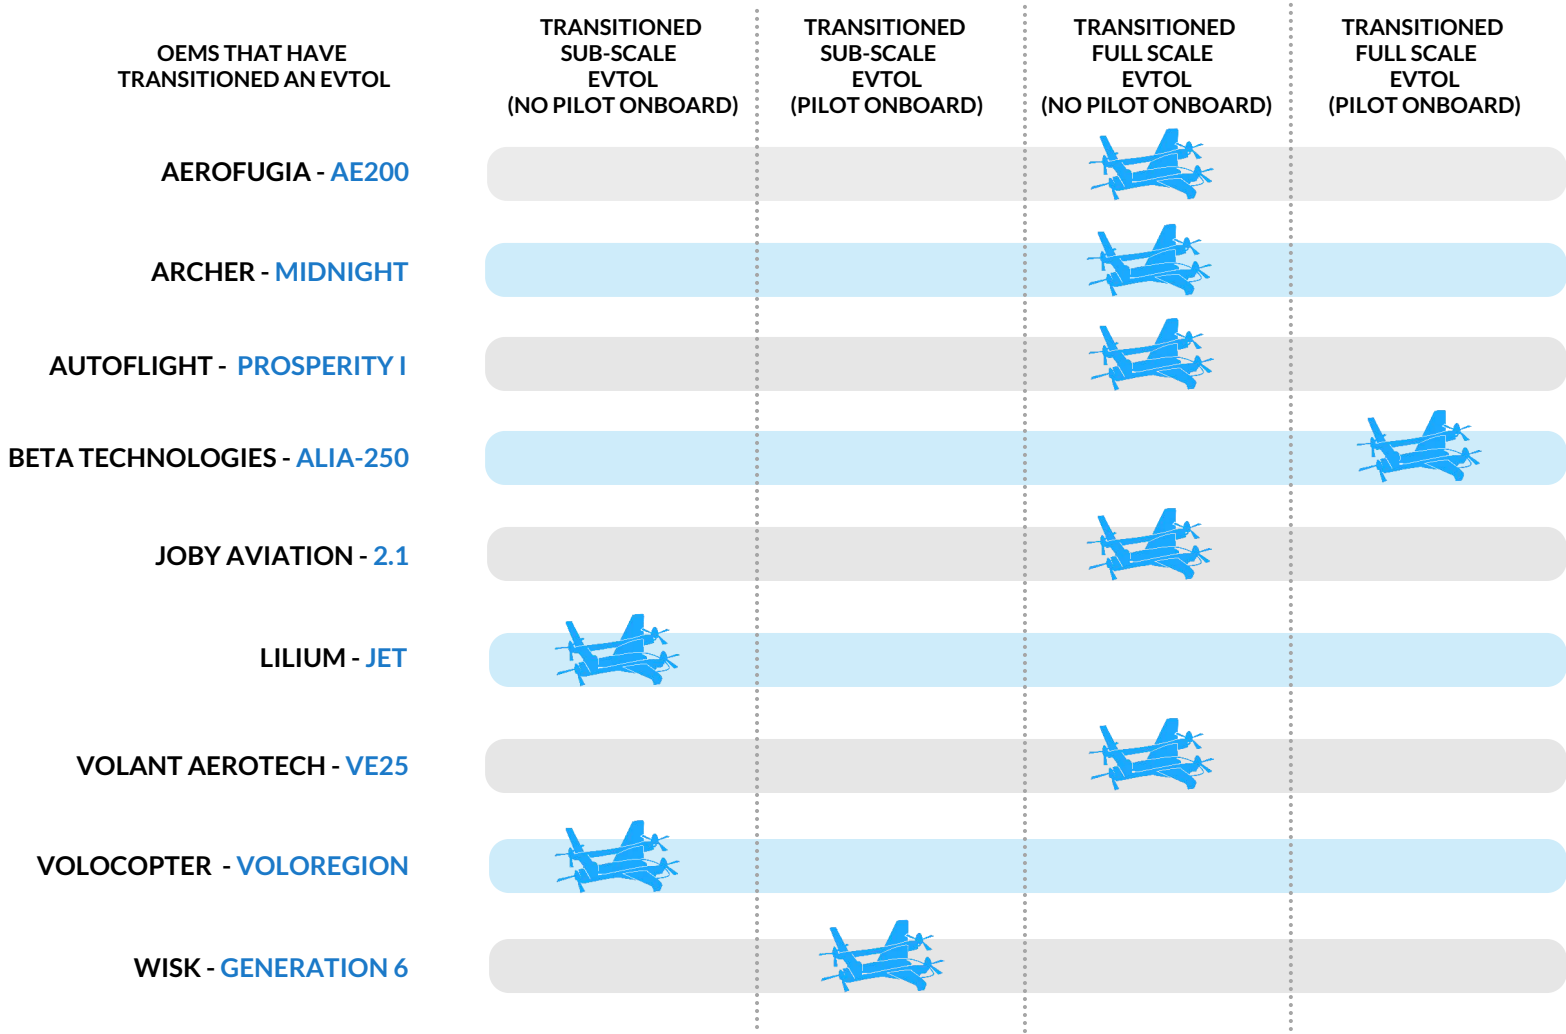 OEMS THAT HAVE
TRANSITIONED AN EVTOL
TRANSITIONED
SUB-SCALE
EVTOL
(NO PILOT ONBOARD)
TRANSITIONED
SUB-SCALE
EVTOL
(PILOT ONBOARD)
TRANSITIONED
FULL SCALE
EVTOL
(NO PILOT ONBOARD)
TRANSITIONED
FULL SCALE
EVTOL
(PILOT ONBOARD)
AEROFUGIA - AE200
ARCHER - MIDNIGHT
AUTOFLIGHT - PROSPERITY I
BETA TECHNOLOGIES - ALIA-250
JOBY AVIATION - 2.1
LILIUM - JET
VOLANT AEROTECH - VE25
VOLOCOPTER - VOLOREGION
WISK - GENERATION 6